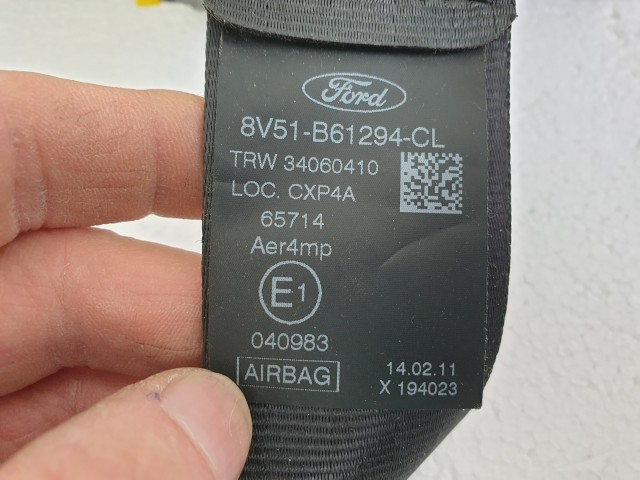 Ford
8V51-B61294-CL
TRW 34060410
LOC. CXP4A
65714
Aer4mp
E1
040983
AIRBAG
14.02.11
X 194023